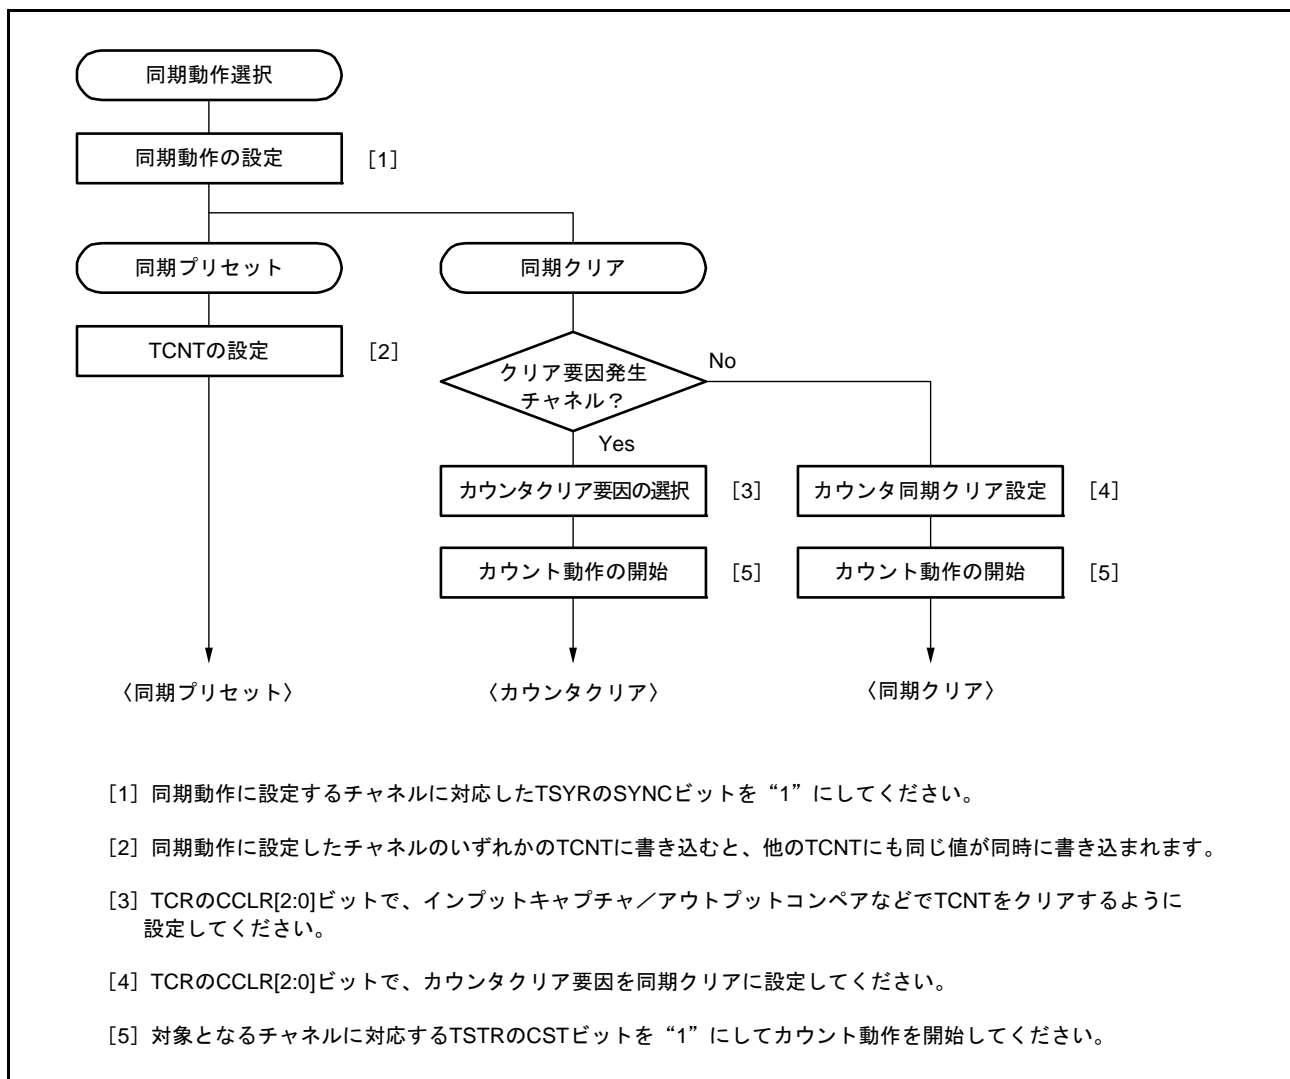 同期動作選択
同期動作の設定 [1]
同期プリセット
同期クリア
TCNTの設定 [2]
クリア要因発生
チャネル？
No
Yes
カウンタクリア要因の選択 [3]
カウンタ同期クリア設定 [4]
カウント動作の開始 [5]
カウント動作の開始 [5]
〈同期プリセット〉
〈カウンタクリア〉
〈同期クリア〉
[1] 同期動作に設定するチャネルに対応したTSYRのSYNCビットを“1”にしてください。
[2] 同期動作に設定したチャネルのいずれかのTCNTに書き込むと、他のTCNTにも同じ値が同時に書き込まれます。
[3] TCRのCCLR[2:0]ビットで、インプットキャプチャ／アウトプットコンペアなどでTCNTをクリアするように
設定してください。
[4] TCRのCCLR[2:0]ビットで、カウンタクリア要因を同期クリアに設定してください。
[5] 対象となるチャネルに対応するTSTRのCSTビットを“1”にしてカウント動作を開始してください。